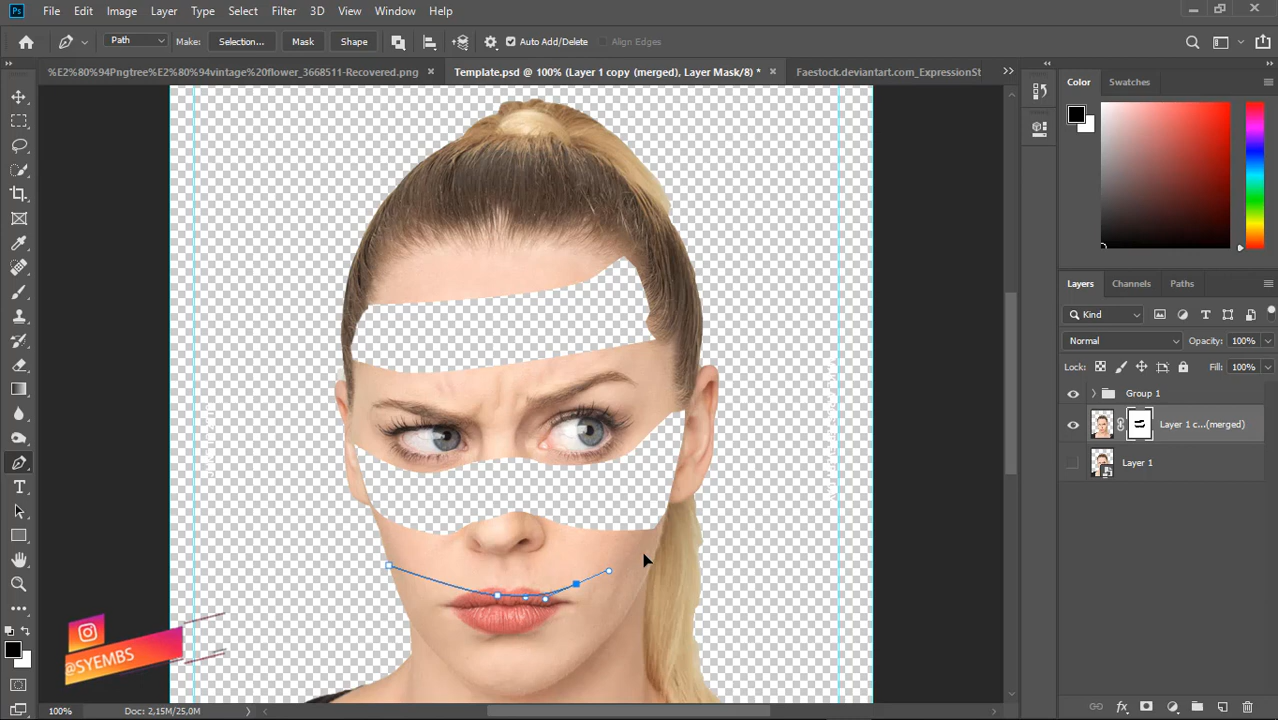 Ps File Edit Image Layer Type Select Filter 3D View Window Help
Path Make: Selection... Mask Shape Auto Add/Delete Align Edges
%E2%80%94Pngtree%E2%80%94vintage%20flower_3668511-Recovered.png × Template.psd @ 100% (Layer 1 copy (merged), Layer Mask/8) * × Faestock.deviantart.com_ExpressionSt
Color Swatches
Layers Channels Paths
Kind
Normal Opacity: 100%
Lock: Fill: 100%
Group 1
Layer 1 c...(merged)
Layer 1
@SYEMBS
100% Doc: 2,15M/25,0M